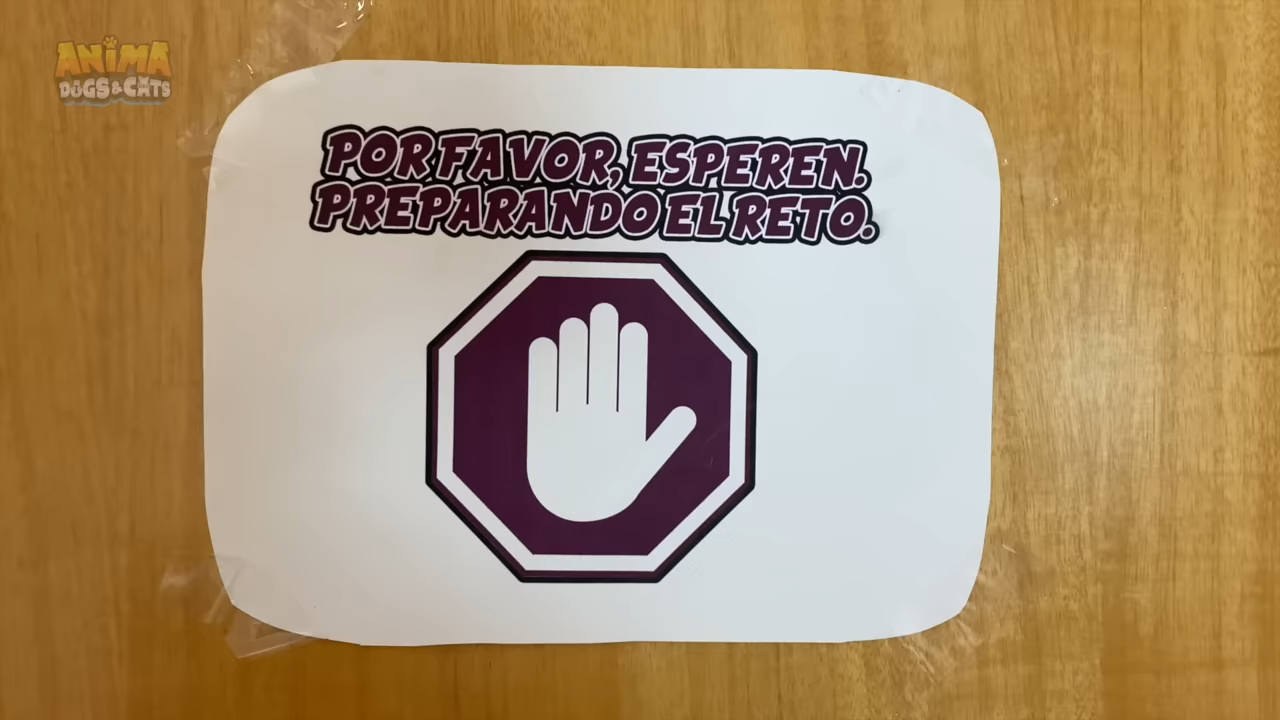 ANiMA
DOGS & CATS
POR FAVOR, ESPEREN.
PREPARANDO EL RETO.